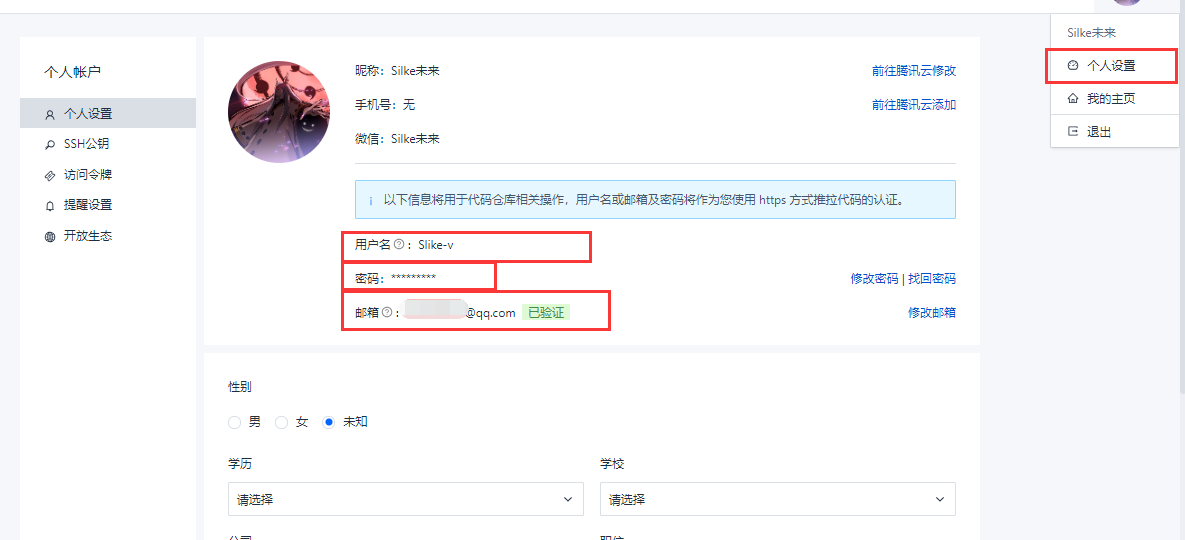 Silke未来
个人设置
我的主页
退出
个人帐户
个人设置
SSH公钥
访问令牌
提醒设置
开放生态
昵称：Silke未来
前往腾讯云修改
手机号：无
前往腾讯云添加
微信：Silke未来
以下信息将用于代码仓库相关操作，用户名或邮箱及密码将作为您使用 https 方式推拉代码的认证。
用户名：Slike-v
密码：*********
修改密码 | 找回密码
邮箱：@qq.com 已验证
修改邮箱
性别
男 女 未知
学历 学校
请选择 请选择